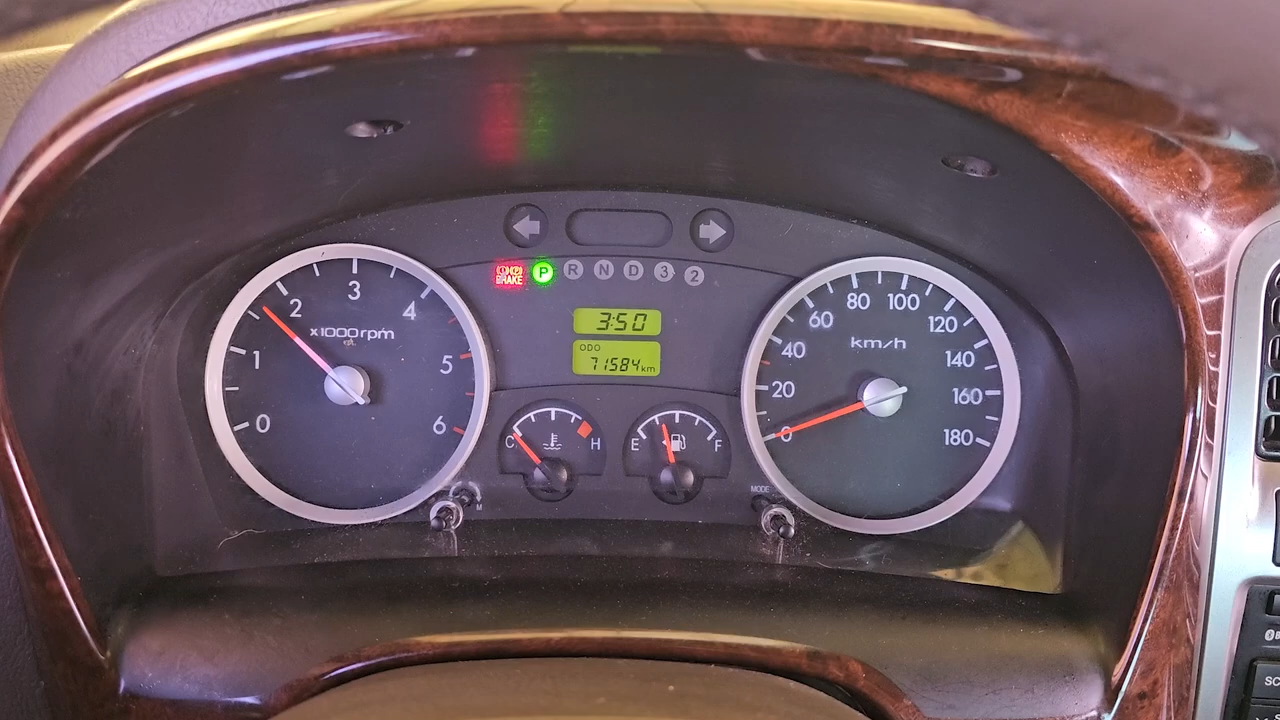 BRAKE P R N D 3 2
0 1 2 3 4 5 6
x1000rpm
3:50
ODO
71584km
C H
E F
0 20 40 60 80 100 120 140 160 180
km/h
M
MODE
SC